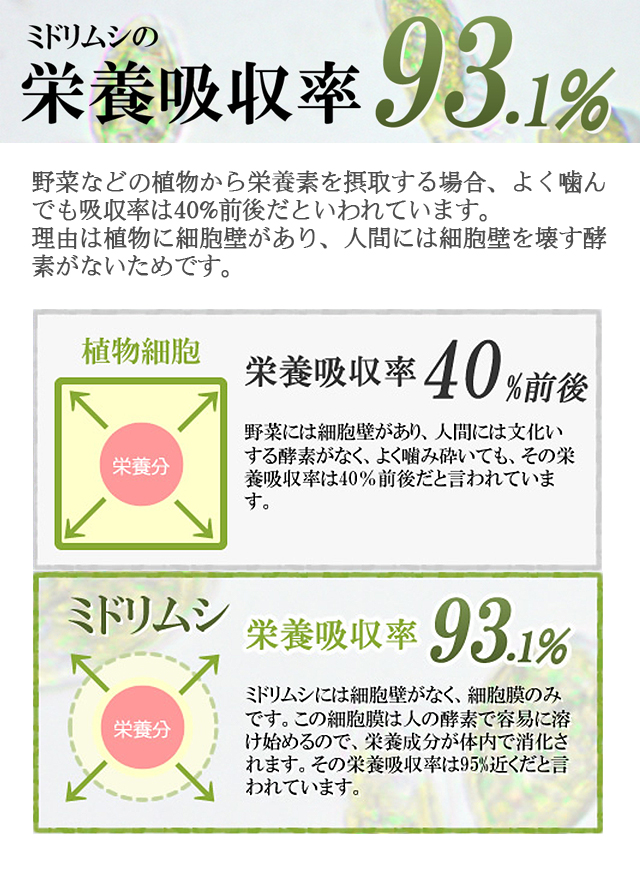 ミドリムシの
栄養吸収率 93.1%
野菜などの植物から栄養素を摂取する場合、よく噛ん
でも吸収率は40%前後だといわれています。
理由は植物に細胞壁があり、人間には細胞壁を壊す酵
素がないためです。
植物細胞
栄養分
栄養吸収率 40%前後
野菜には細胞壁があり、人間には文化い
する酵素がなく、よく噛み砕いても、その栄
養吸収率は40％前後だと言われていま
す。
ミドリムシ
栄養分
栄養吸収率 93.1%
ミドリムシには細胞壁がなく、細胞膜のみ
です。この細胞膜は人の酵素で容易に溶
け始めるので、栄養成分が体内で消化さ
れます。その栄養吸収率は95%近くだと言
われています。